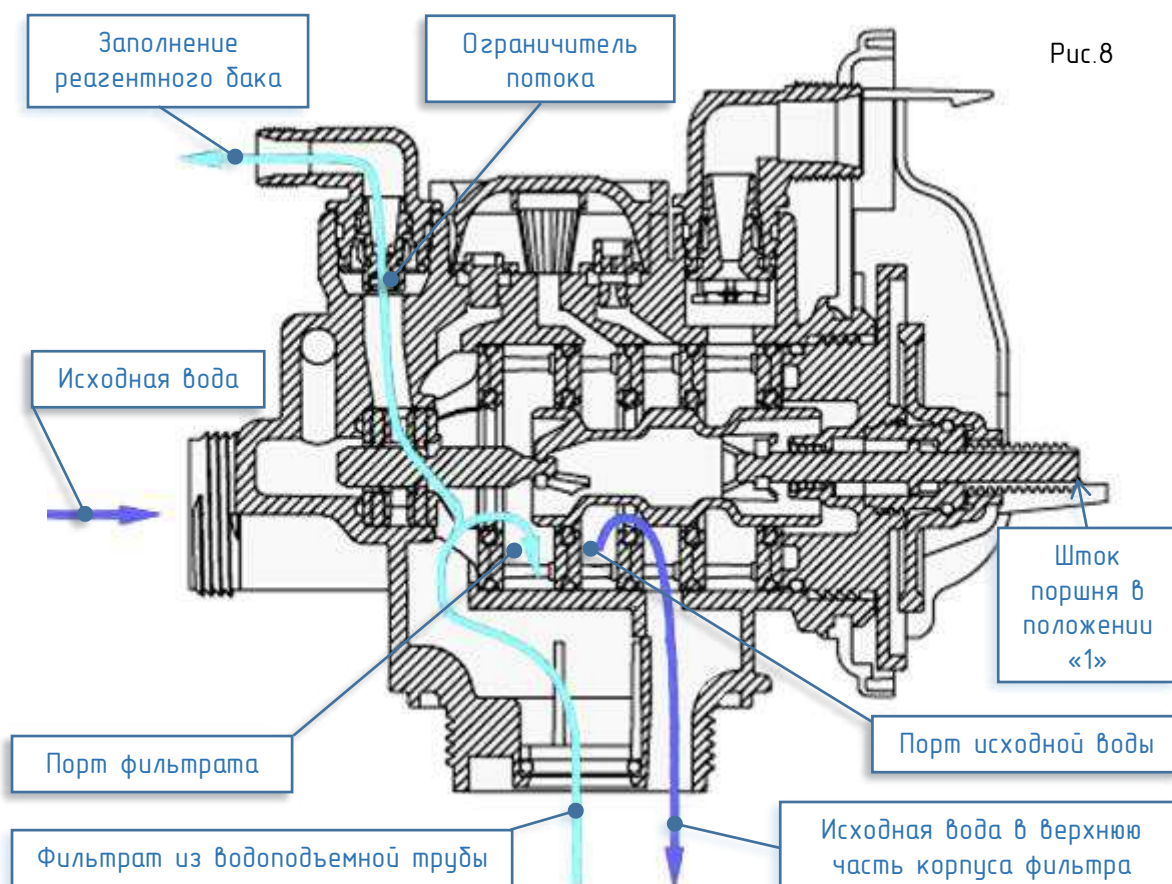 Заполнение
реагентного бака
Ограничитель
потока
Рис.8
Исходная вода
Шток
поршня в
положении
«1»
Порт фильтрата
Порт исходной воды
Фильтрат из водоподъемной трубы
Исходная вода в верхнюю
часть корпуса фильтра